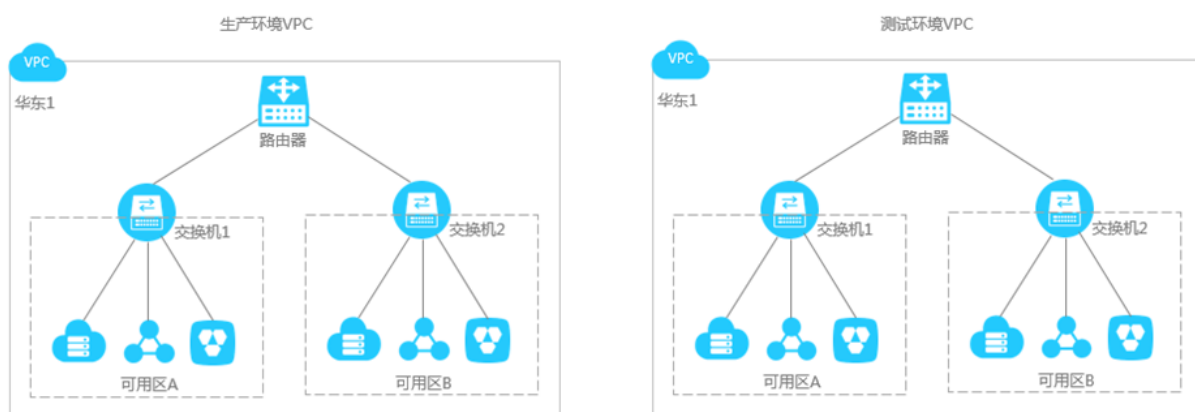 生产环境VPC
VPC
华东1
路由器
交换机1
交换机2
可用区A
可用区B
测试环境VPC
VPC
华东1
路由器
交换机1
交换机2
可用区A
可用区B